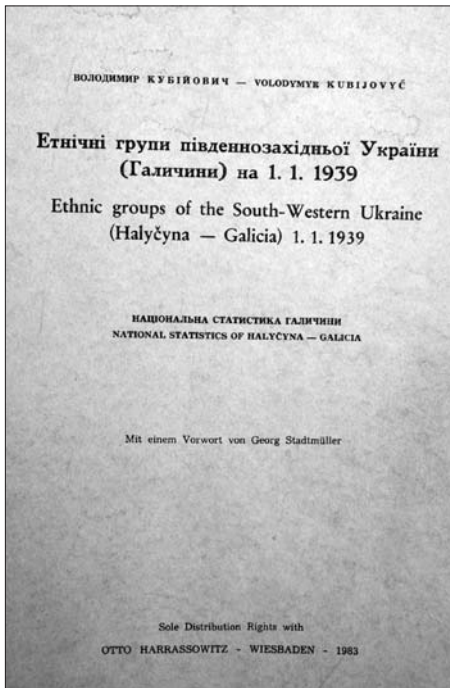 ВОЛОДИМИР КУБІЙОВИЧ — VOLODYMYR KUBIJOVYČ
Етнічні групи південнозахідньої України
(Галичини) на 1. 1. 1939
Ethnic groups of the South-Western Ukraine
(Halyčyna — Galicia) 1. 1. 1939
НАЦІОНАЛЬНА СТАТИСТИКА ГАЛИЧИНИ
NATIONAL STATISTICS OF HALYČYNA — GALICIA
Mit einem Vorwort von Georg Stadtmüller
Sole Distribution Rights with
OTTO HARRASSOWITZ - WIESBADEN - 1983